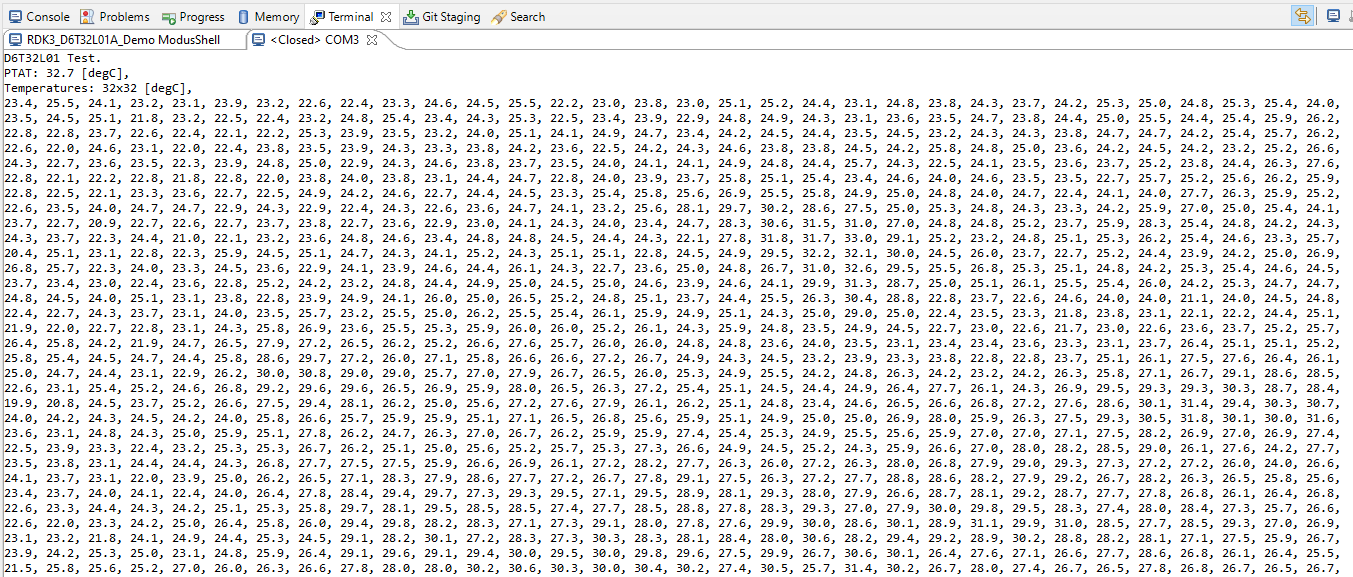 Console Problems Progress Memory Terminal Git Staging Search
RDK3_D6T32L01A_Demo ModusShell <Closed> COM3
D6T32L01 Test.
PTAT: 32.7 [degC],
Temperatures: 32x32 [degC],
23.4, 25.5, 24.1, 23.2, 23.1, 23.9, 23.2, 22.6, 22.4, 23.3, 24.6, 24.5, 25.5, 22.2, 23.0, 23.8, 23.0, 25.1, 25.2, 24.4, 23.1, 24.8, 23.8, 24.3, 23.7, 24.2, 25.3, 25.0, 24.8, 25.3, 25.4, 24.0,
23.5, 24.5, 25.1, 21.8, 23.2, 22.5, 22.4, 23.2, 24.8, 25.4, 23.4, 24.3, 25.3, 22.5, 23.4, 23.9, 22.9, 24.8, 24.9, 24.3, 23.1, 23.6, 23.5, 24.7, 23.8, 24.4, 25.0, 25.5, 24.4, 25.4, 25.9, 26.2,
22.8, 22.8, 23.7, 22.6, 22.4, 22.1, 22.2, 25.3, 23.9, 23.5, 23.2, 24.0, 25.1, 24.1, 24.9, 24.7, 23.4, 24.2, 24.5, 24.4, 23.5, 24.5, 23.2, 24.3, 24.3, 23.8, 24.7, 24.7, 24.2, 25.4, 25.7, 26.2,
22.6, 22.0, 24.6, 23.1, 22.0, 22.4, 23.8, 23.5, 23.9, 24.3, 23.3, 23.8, 24.2, 23.6, 22.5, 24.2, 24.3, 24.6, 23.8, 23.8, 24.5, 24.2, 25.8, 24.8, 25.0, 23.6, 24.2, 24.5, 24.2, 23.2, 25.2, 26.6,
24.3, 22.7, 23.6, 23.5, 22.3, 23.9, 24.8, 25.0, 22.9, 24.3, 24.6, 23.8, 23.7, 23.5, 24.0, 24.1, 24.1, 24.9, 24.8, 24.4, 25.7, 24.3, 22.5, 24.1, 23.5, 23.6, 23.7, 25.2, 23.8, 24.4, 26.3, 27.6,
22.8, 22.1, 22.2, 22.8, 21.8, 22.8, 22.0, 23.8, 24.0, 23.8, 23.1, 24.4, 24.7, 22.8, 24.0, 23.9, 23.7, 25.8, 25.1, 25.4, 23.4, 24.6, 24.0, 24.6, 23.5, 23.5, 22.7, 25.7, 25.2, 25.6, 26.2, 25.9,
22.8, 22.5, 22.1, 23.3, 23.6, 22.7, 22.5, 24.9, 24.2, 24.6, 22.7, 24.4, 24.5, 23.3, 25.4, 25.8, 25.6, 26.9, 25.5, 25.8, 24.9, 25.0, 24.8, 24.0, 24.7, 22.4, 24.1, 24.0, 27.7, 26.3, 25.9, 25.2,
22.6, 23.5, 24.0, 24.7, 24.7, 22.9, 24.3, 22.9, 22.4, 24.3, 22.6, 23.6, 24.7, 24.1, 23.2, 25.6, 28.1, 29.7, 30.2, 28.6, 27.5, 25.0, 25.3, 24.8, 24.3, 23.3, 24.2, 25.9, 27.0, 25.0, 25.4, 24.1,
23.7, 22.7, 20.9, 22.7, 22.6, 22.7, 23.7, 23.8, 22.7, 23.6, 22.9, 23.0, 24.1, 24.3, 24.0, 23.4, 24.7, 28.3, 30.6, 31.5, 31.0, 27.0, 24.8, 24.8, 25.2, 23.7, 25.9, 28.3, 25.4, 24.8, 24.2, 24.3,
24.3, 23.7, 22.3, 24.4, 21.0, 22.1, 23.2, 23.6, 24.8, 24.6, 23.4, 24.8, 24.8, 24.5, 24.4, 24.3, 22.1, 27.8, 31.8, 31.7, 33.0, 29.1, 25.2, 23.2, 24.8, 25.1, 25.3, 26.2, 24.4, 24.6, 23.3, 25.7,
20.4, 25.1, 23.1, 22.8, 22.3, 25.9, 24.5, 25.1, 24.7, 24.3, 24.1, 25.2, 24.3, 25.1, 25.1, 22.8, 24.5, 24.9, 29.5, 32.2, 32.1, 30.0, 24.5, 26.0, 23.7, 22.7, 25.2, 24.4, 23.9, 24.2, 25.0, 26.9,
26.8, 25.7, 22.3, 24.0, 23.3, 24.5, 23.6, 22.9, 24.1, 23.9, 24.6, 24.4, 26.1, 24.3, 22.7, 23.6, 25.0, 24.8, 26.7, 31.0, 32.6, 29.5, 25.5, 26.8, 25.3, 25.1, 24.8, 24.2, 25.3, 25.4, 24.6, 24.5,
23.7, 23.4, 23.0, 22.4, 23.6, 22.8, 25.2, 24.2, 23.2, 24.8, 24.4, 24.9, 25.0, 24.5, 25.0, 24.6, 23.9, 24.6, 24.1, 29.9, 31.3, 28.7, 25.0, 25.1, 26.1, 25.5, 25.4, 26.0, 24.2, 25.3, 24.7, 24.7,
24.8, 24.5, 24.0, 25.1, 23.1, 23.8, 22.8, 23.9, 24.9, 24.1, 26.0, 25.0, 26.5, 25.2, 24.8, 25.1, 23.7, 24.4, 25.5, 26.3, 30.4, 28.8, 22.8, 23.7, 22.6, 24.6, 24.0, 24.0, 21.1, 24.0, 24.5, 24.8,
22.4, 22.7, 24.3, 23.7, 23.1, 24.0, 23.5, 25.7, 23.2, 25.5, 25.0, 26.2, 25.5, 25.4, 26.1, 25.9, 24.9, 25.1, 24.3, 25.0, 29.0, 25.0, 22.4, 23.5, 23.3, 21.8, 23.8, 23.1, 22.1, 22.2, 24.4, 25.1,
21.9, 22.0, 22.7, 22.8, 23.1, 24.3, 25.8, 26.9, 23.6, 25.5, 25.3, 25.9, 26.0, 26.0, 25.2, 26.1, 24.3, 25.9, 24.8, 23.5, 24.9, 24.5, 22.7, 23.0, 22.6, 21.7, 23.0, 22.6, 23.6, 23.7, 25.2, 25.7,
26.4, 25.8, 24.2, 21.9, 24.7, 26.5, 27.9, 27.2, 26.5, 26.2, 25.2, 26.6, 27.6, 25.7, 26.0, 26.0, 24.8, 24.8, 23.6, 24.0, 23.5, 23.1, 23.4, 23.4, 23.6, 23.3, 23.1, 23.7, 26.4, 25.1, 25.1, 25.2,
25.8, 25.4, 24.5, 24.7, 24.4, 25.8, 28.6, 29.7, 27.2, 26.0, 27.1, 25.8, 26.6, 26.6, 27.2, 26.7, 24.9, 24.3, 24.5, 23.2, 23.9, 23.3, 23.8, 22.8, 22.8, 23.7, 25.1, 26.1, 27.5, 27.6, 26.4, 26.1,
25.0, 24.7, 24.4, 23.1, 22.9, 26.2, 30.0, 30.8, 29.0, 29.0, 25.7, 27.0, 27.9, 26.7, 26.5, 26.0, 25.3, 24.9, 25.5, 24.2, 24.8, 26.3, 24.2, 23.2, 24.2, 26.3, 25.8, 27.1, 26.7, 29.1, 28.6, 28.5,
22.6, 23.1, 25.4, 25.2, 24.6, 26.8, 29.2, 29.6, 29.6, 26.5, 26.9, 25.9, 28.0, 26.5, 26.3, 27.2, 25.4, 25.1, 24.5, 24.4, 24.9, 26.4, 27.7, 26.1, 24.3, 26.9, 29.5, 29.3, 29.3, 30.3, 28.7, 28.4,
19.9, 20.8, 24.5, 23.7, 25.2, 26.6, 27.5, 29.4, 28.1, 26.2, 25.0, 25.6, 27.2, 27.6, 27.9, 26.1, 26.2, 25.1, 24.8, 23.4, 24.6, 26.5, 26.6, 26.8, 27.2, 27.6, 28.6, 30.1, 31.4, 29.4, 30.3, 30.7,
24.0, 24.2, 24.3, 24.5, 24.2, 24.0, 25.8, 26.6, 25.7, 25.9, 25.9, 25.1, 27.1, 26.5, 26.8, 25.6, 25.9, 25.1, 24.9, 25.0, 25.0, 26.9, 28.0, 25.9, 26.3, 27.5, 29.3, 30.5, 31.8, 30.1, 30.0, 31.6,
23.6, 23.1, 24.8, 24.3, 25.0, 25.9, 25.1, 27.8, 26.2, 24.7, 26.3, 27.0, 26.7, 26.2, 25.9, 25.9, 27.4, 25.4, 25.3, 24.9, 25.5, 25.6, 25.9, 27.0, 27.0, 27.1, 27.5, 28.2, 26.9, 27.0, 26.9, 27.4,
22.5, 23.9, 23.3, 22.4, 23.2, 25.3, 25.3, 26.7, 26.2, 25.1, 25.0, 25.6, 25.2, 25.7, 25.3, 27.3, 26.6, 24.9, 24.5, 25.2, 24.3, 25.9, 26.6, 27.0, 28.0, 28.2, 28.5, 29.0, 26.1, 27.6, 24.2, 27.7,
23.5, 23.8, 23.1, 24.4, 24.4, 24.3, 26.8, 27.7, 27.5, 27.5, 25.9, 26.6, 26.9, 26.1, 27.2, 28.2, 27.7, 26.3, 26.0, 27.2, 26.3, 28.0, 26.8, 27.9, 29.0, 29.3, 27.3, 27.2, 27.2, 26.0, 24.0, 26.6,
24.1, 23.7, 23.1, 22.0, 23.9, 25.0, 26.2, 25.1, 28.3, 27.9, 28.6, 27.7, 27.2, 26.7, 27.8, 29.1, 27.5, 26.3, 27.2, 27.9, 27.7, 28.8, 28.6, 28.2, 27.9, 29.2, 26.7, 28.2, 26.3, 26.5, 25.8, 25.6,
23.4, 23.7, 24.0, 24.1, 22.4, 24.0, 26.4, 27.8, 28.4, 29.4, 29.7, 27.3, 29.3, 29.5, 27.1, 29.5, 28.9, 28.1, 29.3, 28.0, 27.9, 26.6, 28.7, 28.1, 29.2, 28.7, 27.7, 27.8, 26.8, 26.1, 26.4, 26.8,
22.6, 23.3, 24.4, 24.3, 24.2, 25.1, 25.3, 25.8, 29.7, 28.1, 29.5, 28.5, 28.5, 27.4, 27.7, 28.5, 28.8, 27.8, 28.3, 29.3, 27.0, 27.9, 30.0, 29.8, 29.5, 28.3, 27.4, 28.0, 28.4, 27.3, 25.7, 26.6,
22.6, 22.0, 23.3, 24.2, 25.0, 26.4, 25.8, 26.0, 29.4, 29.8, 28.2, 28.3, 27.1, 27.3, 29.1, 28.0, 27.8, 27.6, 29.9, 30.0, 28.6, 30.1, 28.9, 31.1, 29.9, 31.0, 28.5, 27.7, 28.5, 29.3, 27.0, 26.9,
23.1, 23.2, 21.8, 24.1, 24.9, 24.4, 25.3, 24.5, 29.1, 28.2, 30.1, 27.2, 28.3, 27.3, 30.3, 28.3, 28.1, 28.4, 28.0, 30.6, 28.2, 29.4, 29.2, 28.9, 30.2, 28.8, 28.2, 28.1, 27.1, 27.5, 25.9, 26.7,
23.9, 24.2, 25.3, 25.0, 23.1, 24.8, 25.9, 26.4, 29.1, 29.6, 29.1, 29.4, 30.0, 29.5, 30.0, 29.8, 29.6, 27.5, 29.9, 26.7, 30.6, 30.1, 26.4, 27.6, 27.1, 26.6, 27.7, 28.6, 26.8, 26.1, 26.4, 25.5,
21.5, 25.8, 25.6, 25.2, 27.0, 26.0, 26.3, 26.6, 27.8, 28.0, 28.0, 30.2, 30.6, 30.3, 30.0, 30.4, 30.2, 27.4, 30.5, 25.7, 31.4, 30.2, 26.7, 28.0, 27.4, 26.7, 26.7, 26.5, 26.7, 26.5, 26.5, 26.7,